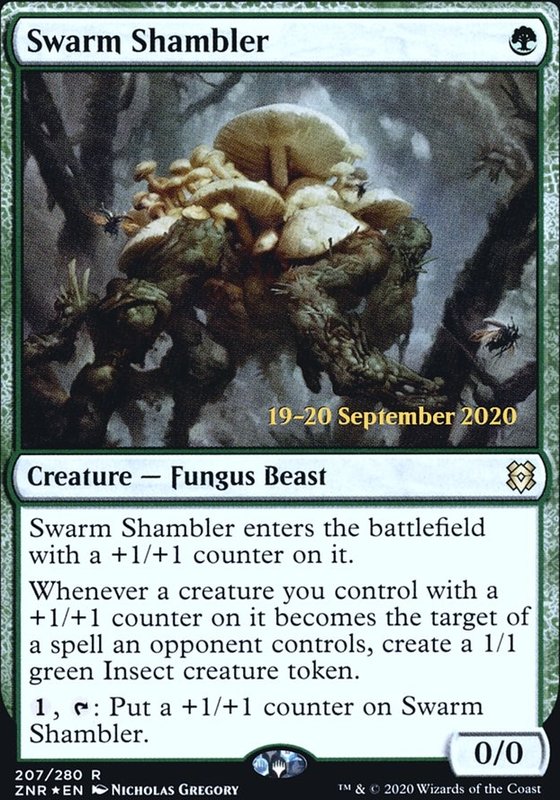 Swarm Shambler
19–20 September 2020
Creature — Fungus Beast
Swarm Shambler enters the battlefield
with a +1/+1 counter on it.
Whenever a creature you control with a
+1/+1 counter on it becomes the target of
a spell an opponent controls, create a 1/1
green Insect creature token.
1, : Put a +1/+1 counter on Swarm
Shambler.
0/0
207/280 R
ZNR ★ EN Nicholas Gregory
™ & © 2020 Wizards of the Coast